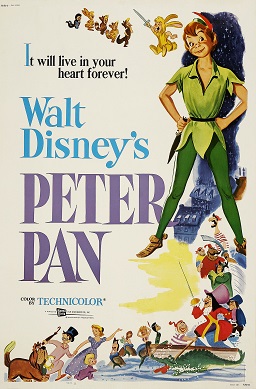 It will live in your
heart forever!
Walt
Disney's
PETER
PAN
COLOR
BY TECHNICOLOR®